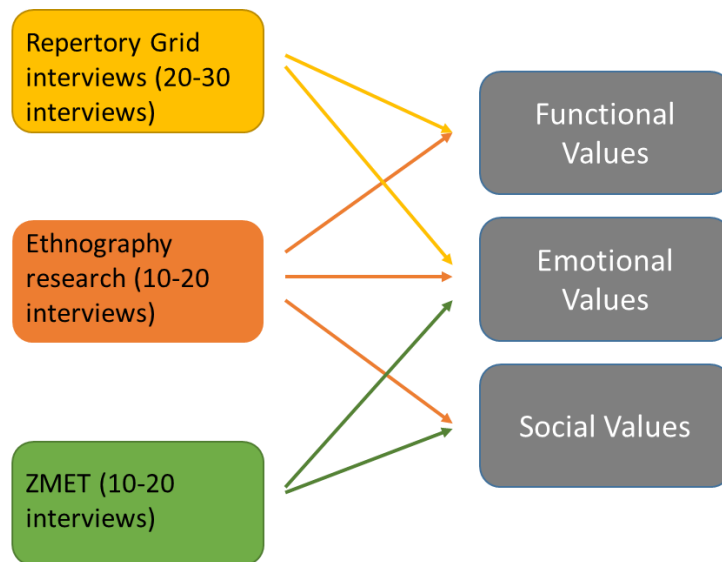 Repertory Grid
interviews (20-30
interviews)
Functional
Values
Ethnography
research (10-20
interviews)
Emotional
Values
Social Values
ZMET (10-20
interviews)